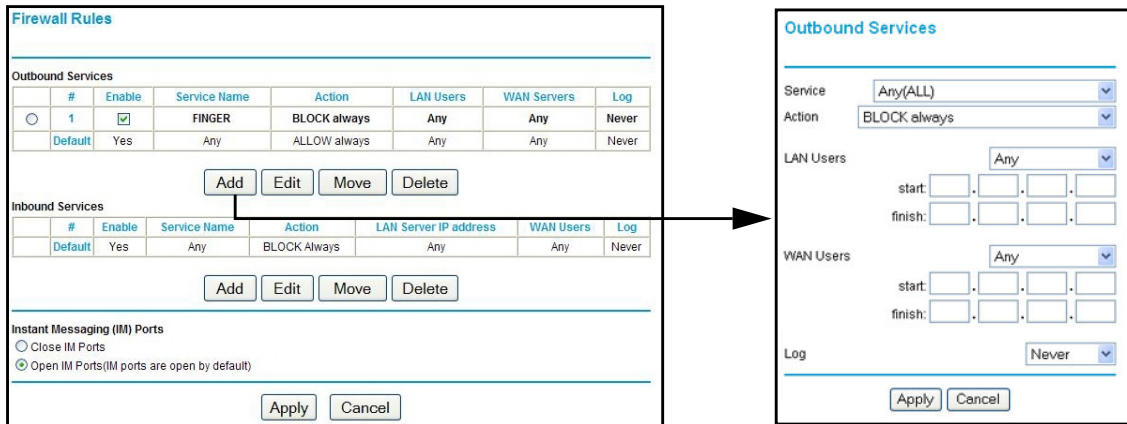 Firewall Rules
Outbound Services
# Enable Service Name Action LAN Users WAN Servers Log
1 FINGER BLOCK always Any Any Never
Default Yes Any ALLOW always Any Any Never
Add Edit Move Delete
Inbound Services
# Enable Service Name Action LAN Server IP address WAN Users Log
Default Yes Any BLOCK Always Any Any Never
Add Edit Move Delete
Instant Messaging (IM) Ports
Close IM Ports
Open IM Ports(IM ports are open by default)
Apply Cancel
Outbound Services
Service Any(ALL)
Action BLOCK always
LAN Users Any
start: . . .
finish: . . .
WAN Users Any
start: . . .
finish: . . .
Log Never
Apply Cancel